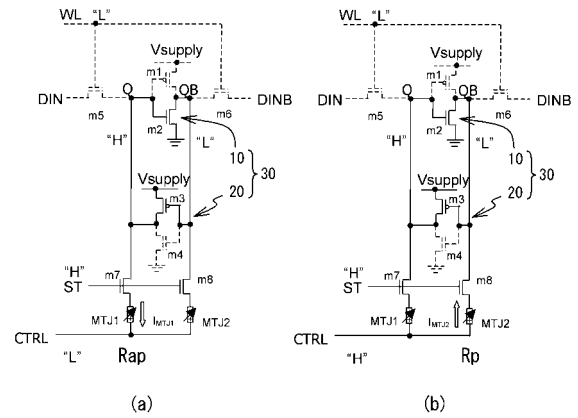 WL "L"
Vsupply
m1
Q
QB
DIN
DINB
m5
m2
m6
"H"
"L"
10
30
20
Vsupply
m3
m4
"H"
ST
m7
m8
MTJ1
IMTJ1
MTJ2
CTRL
"L"
Rap
(a)
WL "L"
Vsupply
m1
Q
QB
DIN
DINB
m5
m2
m6
"H"
"L"
10
30
20
Vsupply
m3
m4
"H"
ST
m7
m8
MTJ1
IMTJ2
MTJ2
CTRL
"H"
Rp
(b)